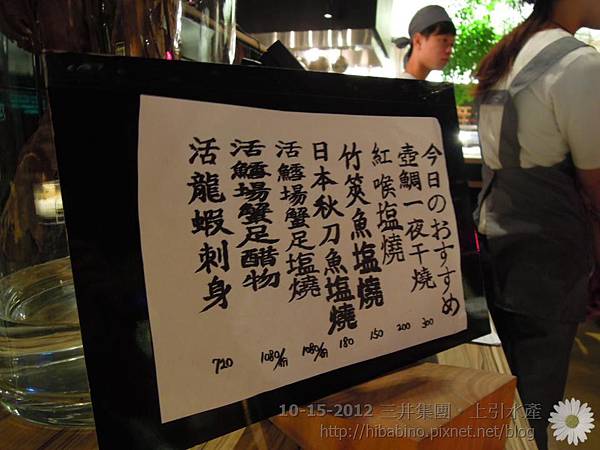 今日のおすすめ
壺鯛一夜干燒
紅喉塩燒
竹筴魚塩燒
日本秋刀魚塩燒
活鱈場蟹足塩燒
活鱈場蟹足醋物
活龍蝦刺身
720
1080/斤
1080/斤
180
150
200
300
10-15-2012 三井集團‧上引水產
http://hibabino.pixnet.net/blog